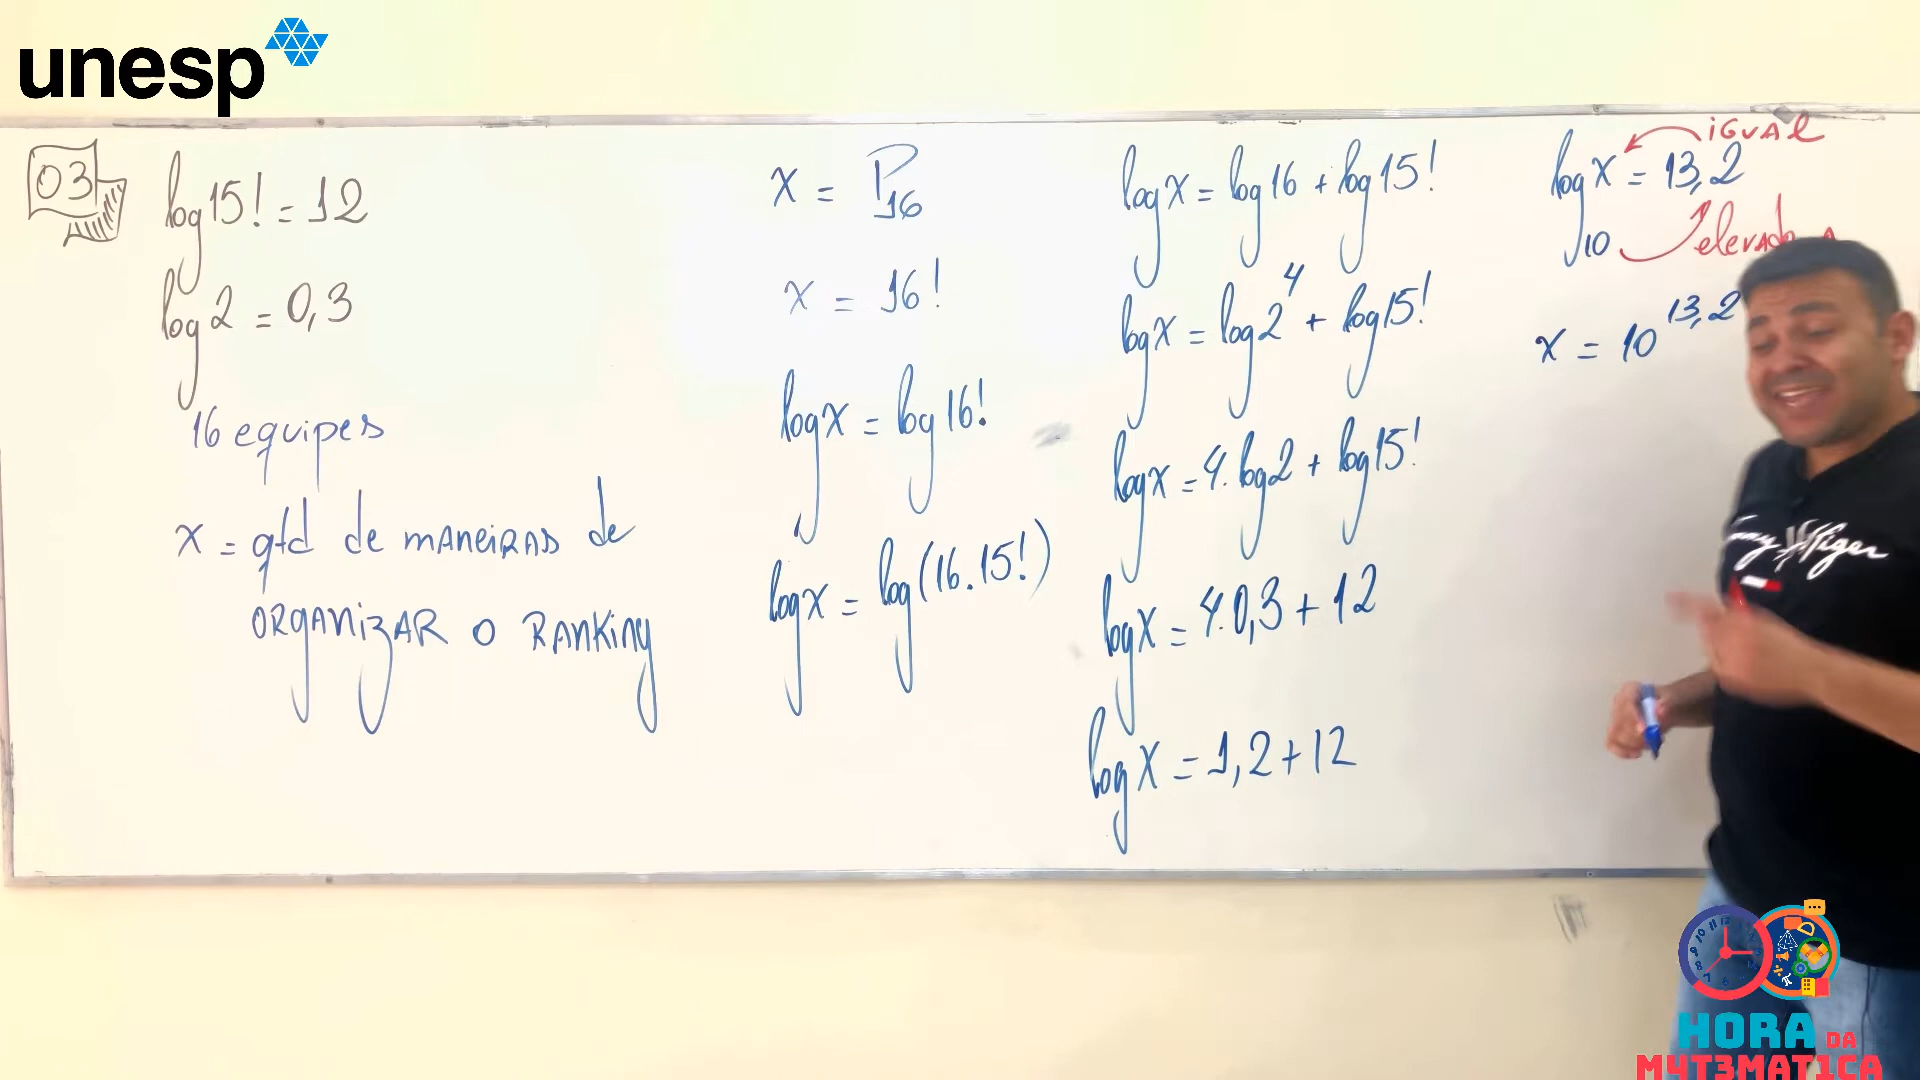 unesp
03
log 15! = 12
log 2 = 0,3
16 equipes
x = qtd de maneiras de
organizar o ranking
x = P16
x = 16!
log x = log 16!
log x = log (16.15!)
log x = log 16 + log 15!
log x = log 2^4 + log 15!
log x = 4. log 2 + log 15!
log x = 4. 0,3 + 12
log x = 1,2 + 12
igual
log10 x = 13,2
elevado a
x = 10^13,2
HORA DA
M4T3MAT1CA